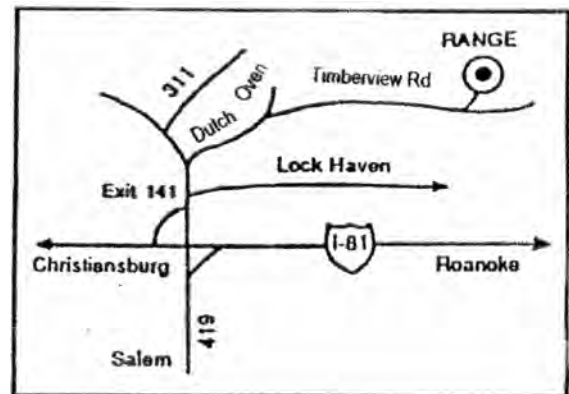 RANGE
311
Dutch Oven
Timberview Rd
Lock Haven
Exit 141
I-81
Christiansburg
Roanoke
419
Salem